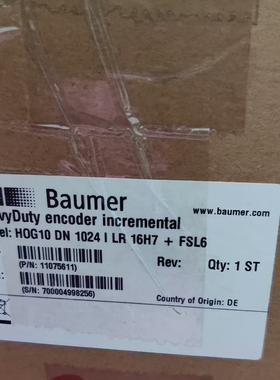 Baumer
Baumer
www.baumer.com
vyDuty encoder incremental
el: HOG10 DN 1024 I LR 16H7 + FSL6
(P/N: 11075611)
Rev:
Qty: 1 ST
(S/N: 700004998256)
Country of Origin: DE